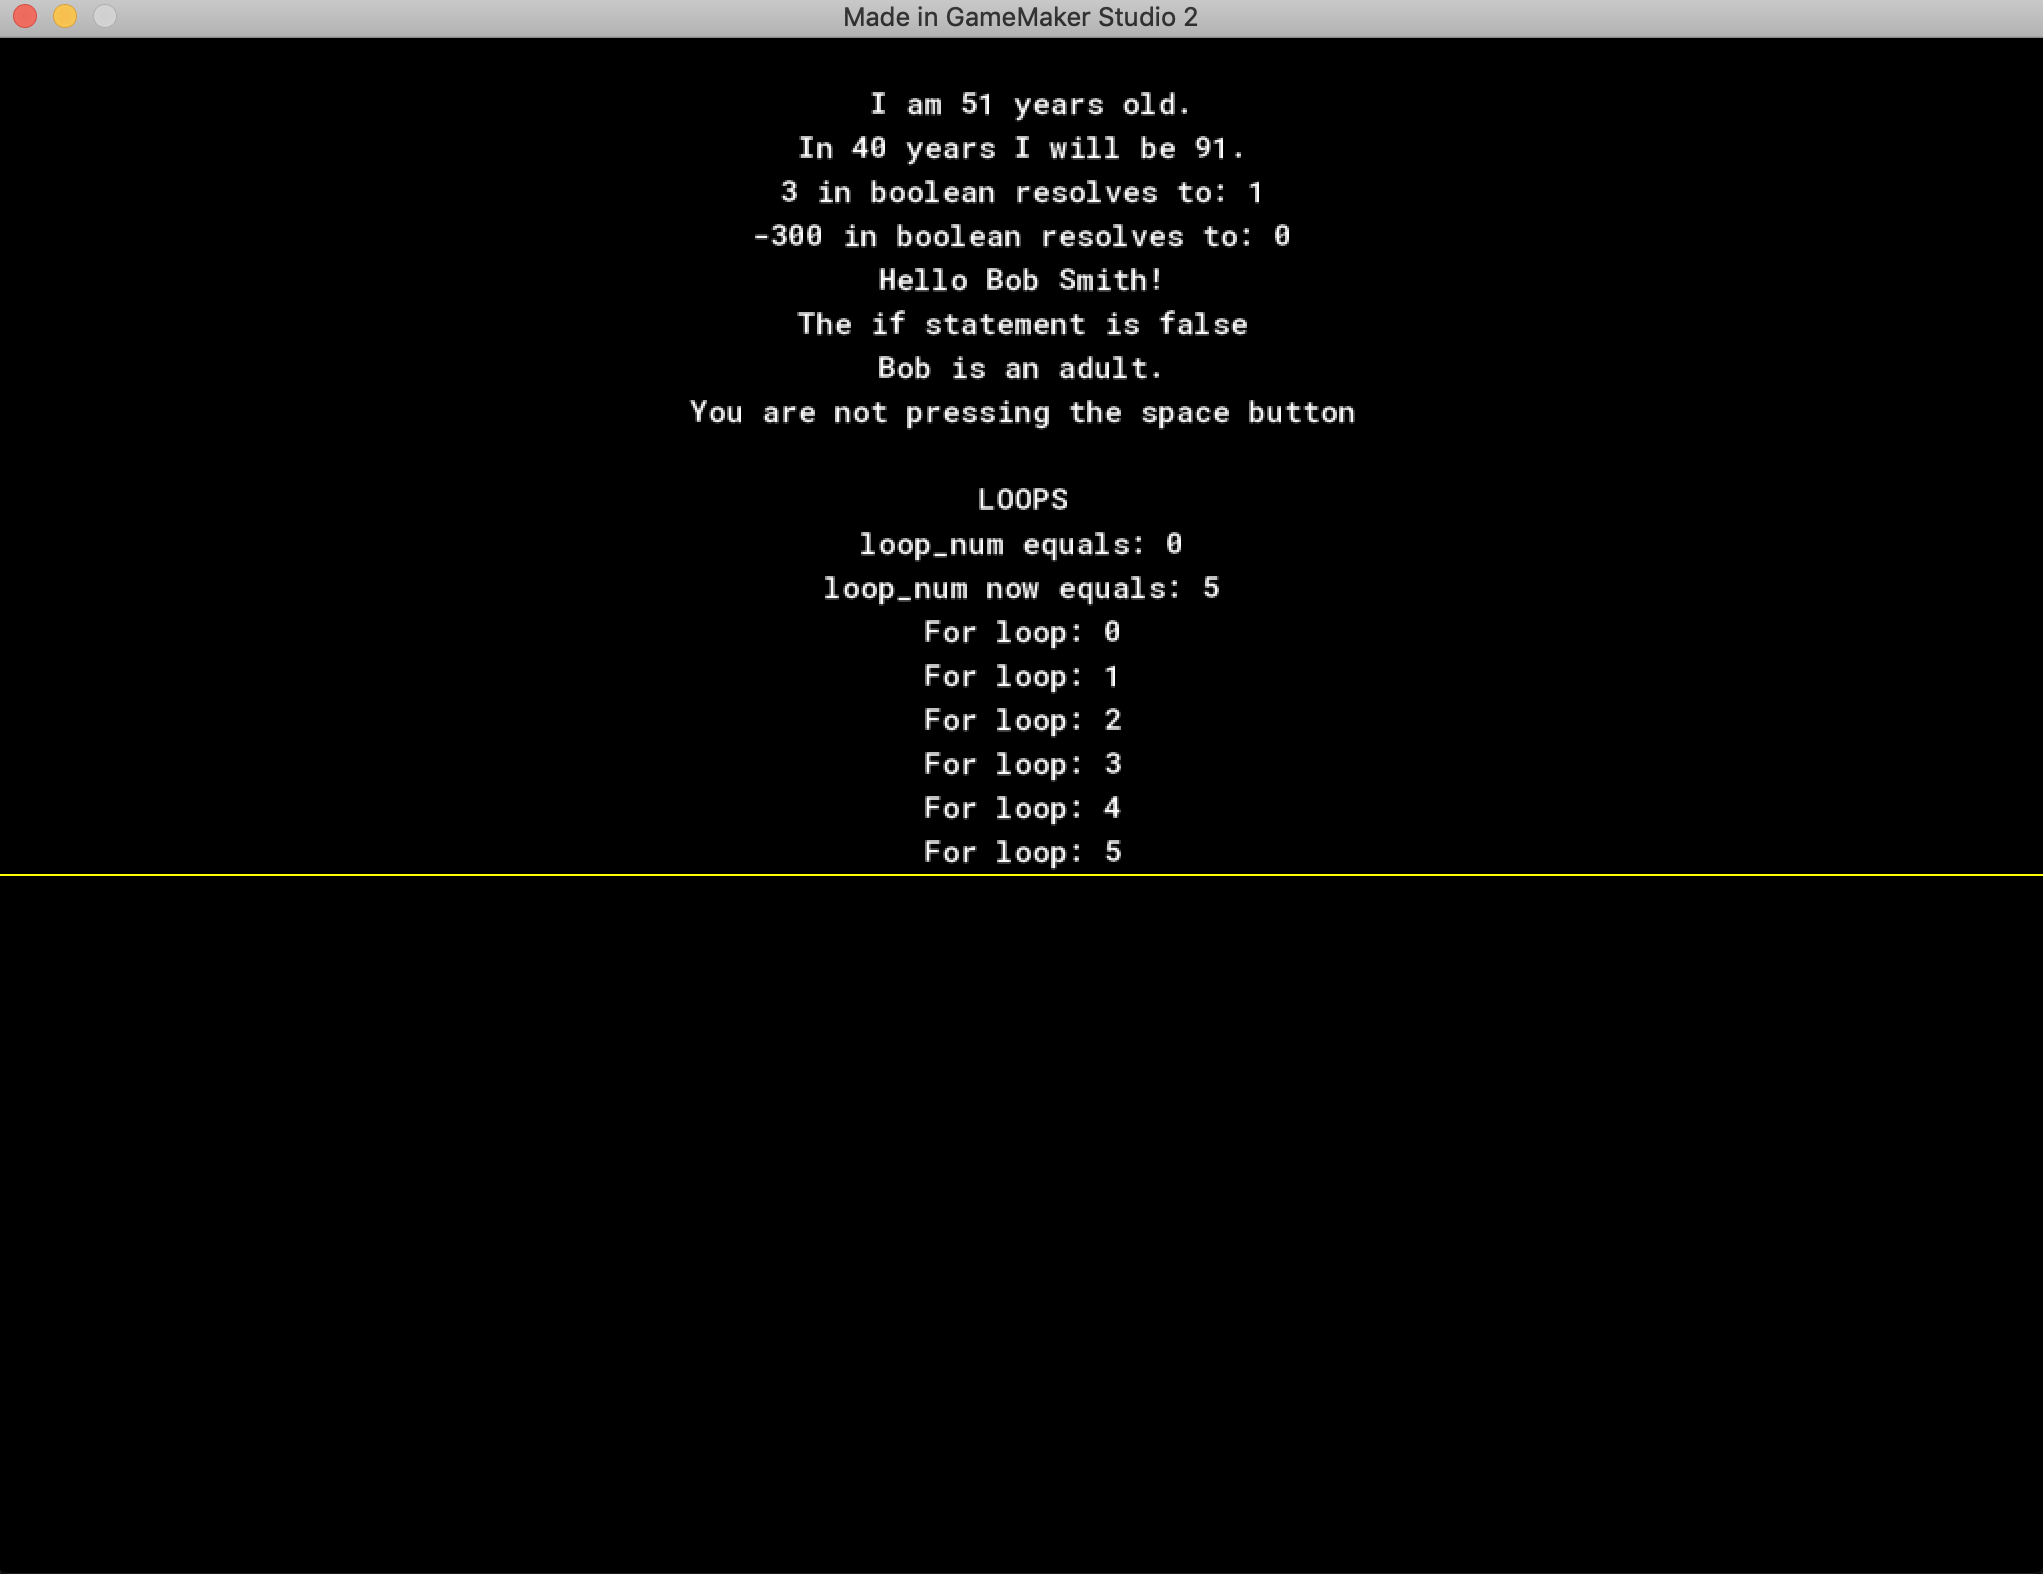 Made in GameMaker Studio 2
I am 51 years old.
In 40 years I will be 91.
3 in boolean resolves to: 1
-300 in boolean resolves to: 0
Hello Bob Smith!
The if statement is false
Bob is an adult.
You are not pressing the space button
LOOPS
loop_num equals: 0
loop_num now equals: 5
For loop: 0
For loop: 1
For loop: 2
For loop: 3
For loop: 4
For loop: 5